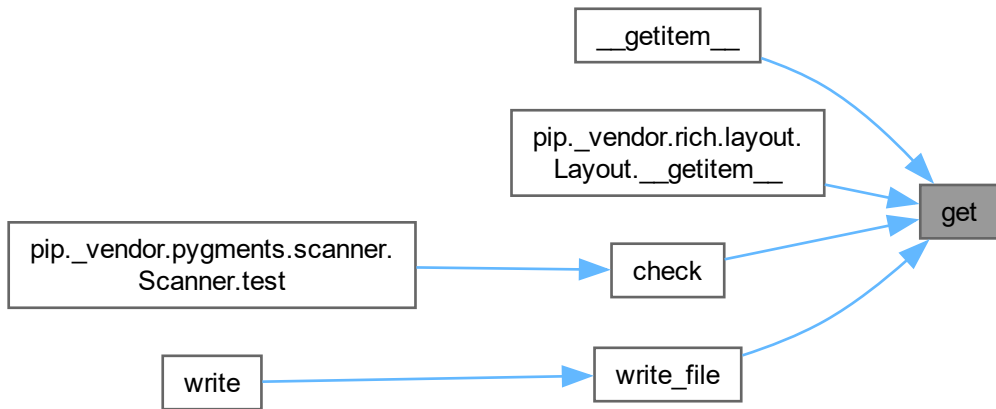 __getitem__
pip._vendor.rich.layout.
Layout.__getitem__
get
pip._vendor.pygments.scanner.
Scanner.test
check
write
write_file